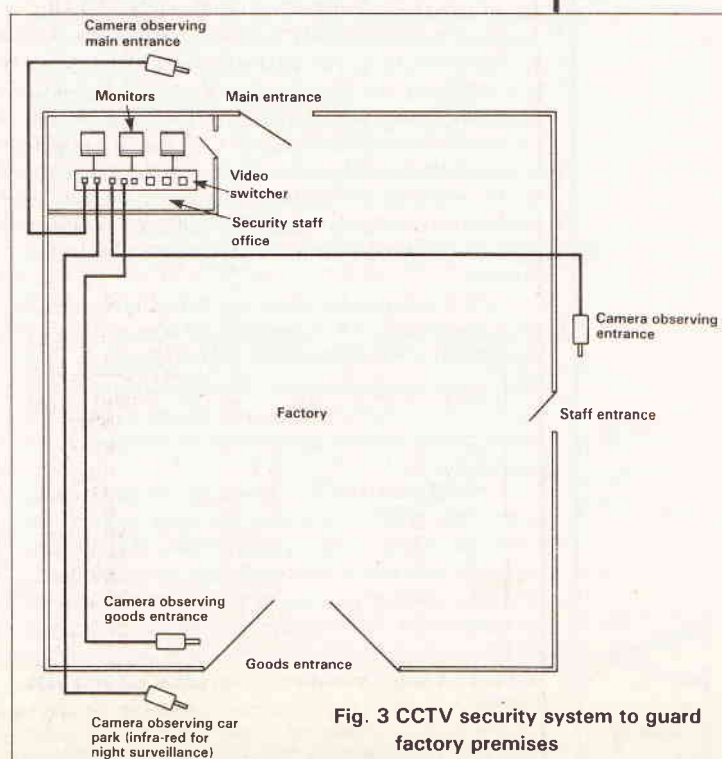 Camera observing
main entrance
Monitors
Main entrance
Video
switcher
Security staff
office
Camera observing
entrance
Factory
Staff entrance
Camera observing
goods entrance
Goods entrance
Camera observing car
park (infra-red for
night surveillance)
Fig. 3 CCTV security system to guard
factory premises